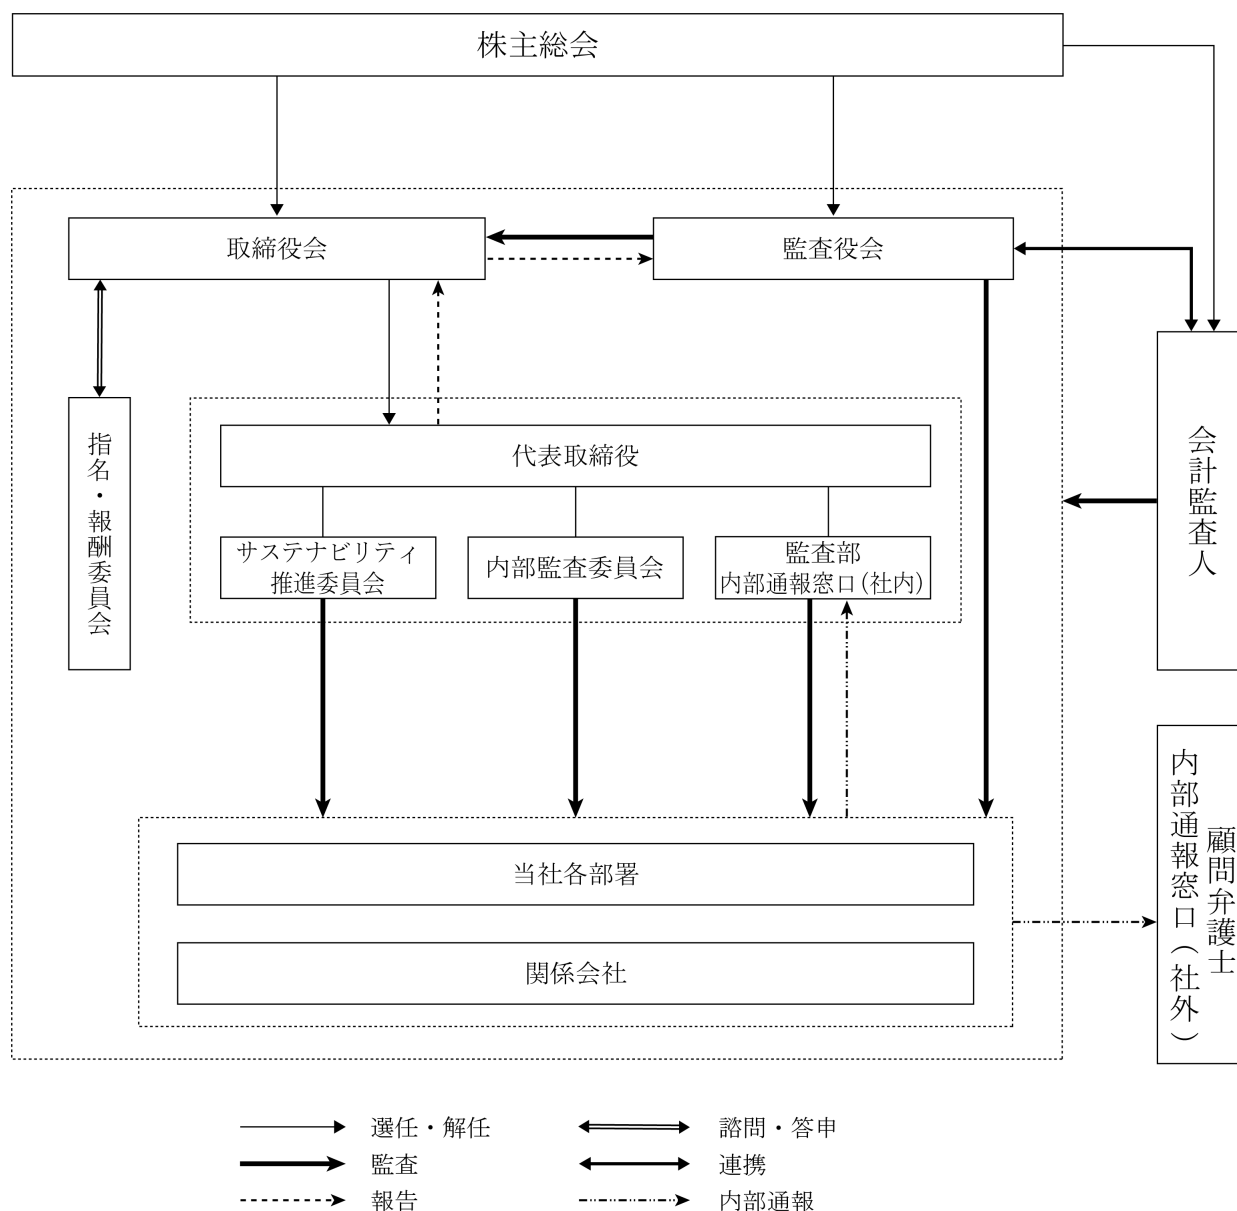 株主総会
取締役会
監査役会
指名・報酬委員会
代表取締役
サステナビリティ
推進委員会
内部監査委員会
監査部
内部通報窓口（社内）
会計監査人
顧問弁護士
内部通報窓口（社外）
当社各部署
関係会社
選任・解任
諮問・答申
監査
連携
報告
内部通報